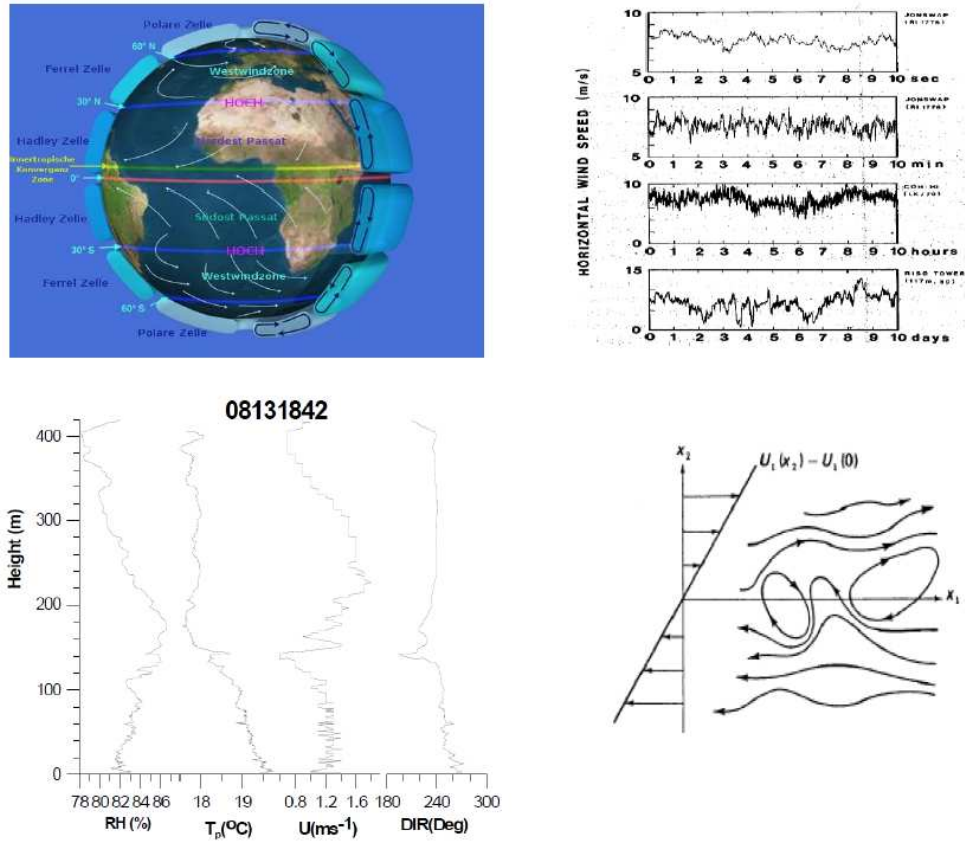 Polare Zelle
60° N
Ferrel Zelle
Westwindzone
30° N
HOCH
Hadley Zelle
Nordost Passat
Innertropische
Konvergenz
Zone
0°
Hadley Zelle
Südost Passat
30° S
HOCH
Ferrel Zelle
Westwindzone
60° S
Polare Zelle
HORIZONTAL WIND SPEED (m/s)
10
5
0 1 2 3 4 5 6 7 8 9 10
sec
JONSWAP
10
5
0 1 2 3 4 5 6 7 8 9 10
min
JONSWAP
10
0
0 1 2 3 4 5 6 7 8 9 10
hours
15
0
0 1 2 3 4 5 6 7 8 9 10 days
RISØ TOWER
08131842
Height (m)
400
300
200
100
0
78 80 82 84 86 18 19 0.8 1.2 1.6 180 240 300
RH (%) Tp(ºC) U(ms-1) DIR(Deg)
x2
U1(x2) – U1(0)
x1